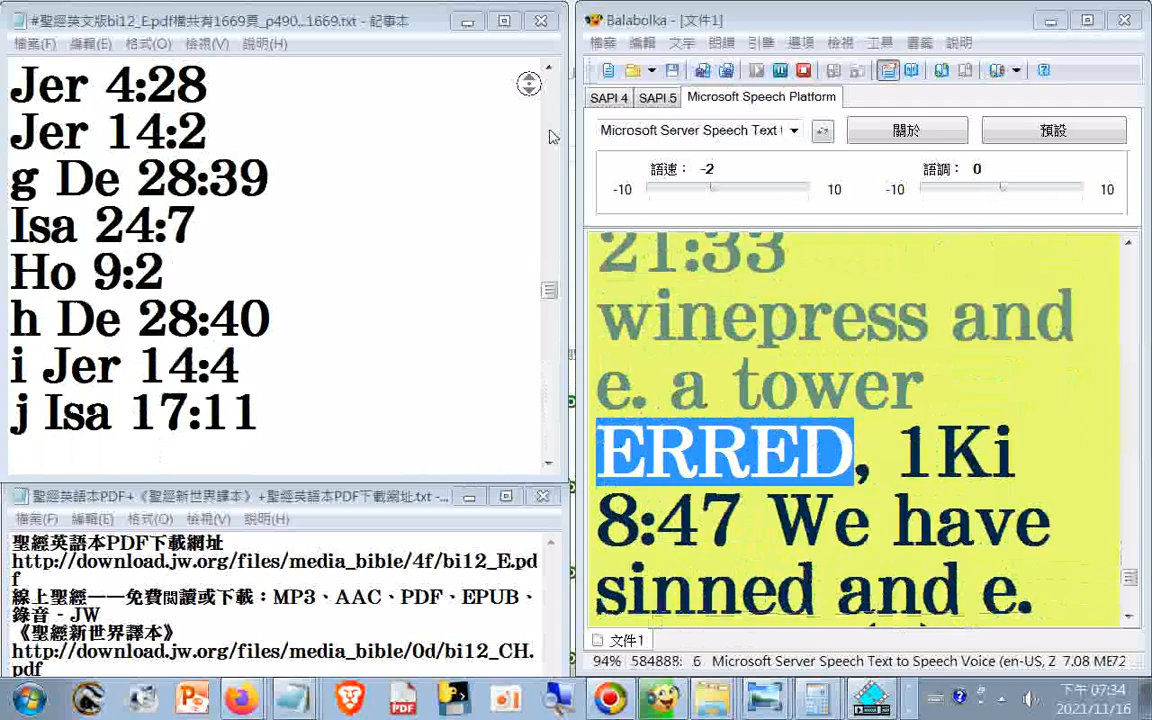 #聖經英文版bi12_E.pdf橫共有1669頁_p490,..1669.txt - 記事本
檔案(F) 編輯(E) 格式(O) 檢視(V) 說明(H)
Jer 4:28
Jer 14:2
g De 28:39
Isa 24:7
Ho 9:2
h De 28:40
i Jer 14:4
j Isa 17:11
聖經英語本PDF+《聖經新世界譯本》+聖經英語本PDF下載網址.txt -...
檔案(F) 編輯(E) 格式(O) 檢視(V) 說明(H)
聖經英語本PDF下載網址
http://download.jw.org/files/media_bible/4f/bi12_E.pd
f
線上聖經——免費閱讀或下載：MP3、AAC、PDF、EPUB、
錄音 - JW
《聖經新世界譯本》
http://download.jw.org/files/media_bible/0d/bi12_CH.
pdf
Balabolka - [文件1]
檔案 編輯 文字 朗讀 引擎 選項 檢視 工具 書籤 說明
SAPI 4 SAPI 5 Microsoft Speech Platform
Microsoft Server Speech Text t 關於 預設
語速： -2 語調： 0
-10 10 -10 10
21:33
winepress and
e. a tower
ERRED, 1Ki
8:47 We have
sinned and e.
文件1
94% 584888: 6 Microsoft Server Speech Text to Speech Voice (en-US, Z 7.08 ME72
下午 07:34
2021/11/16